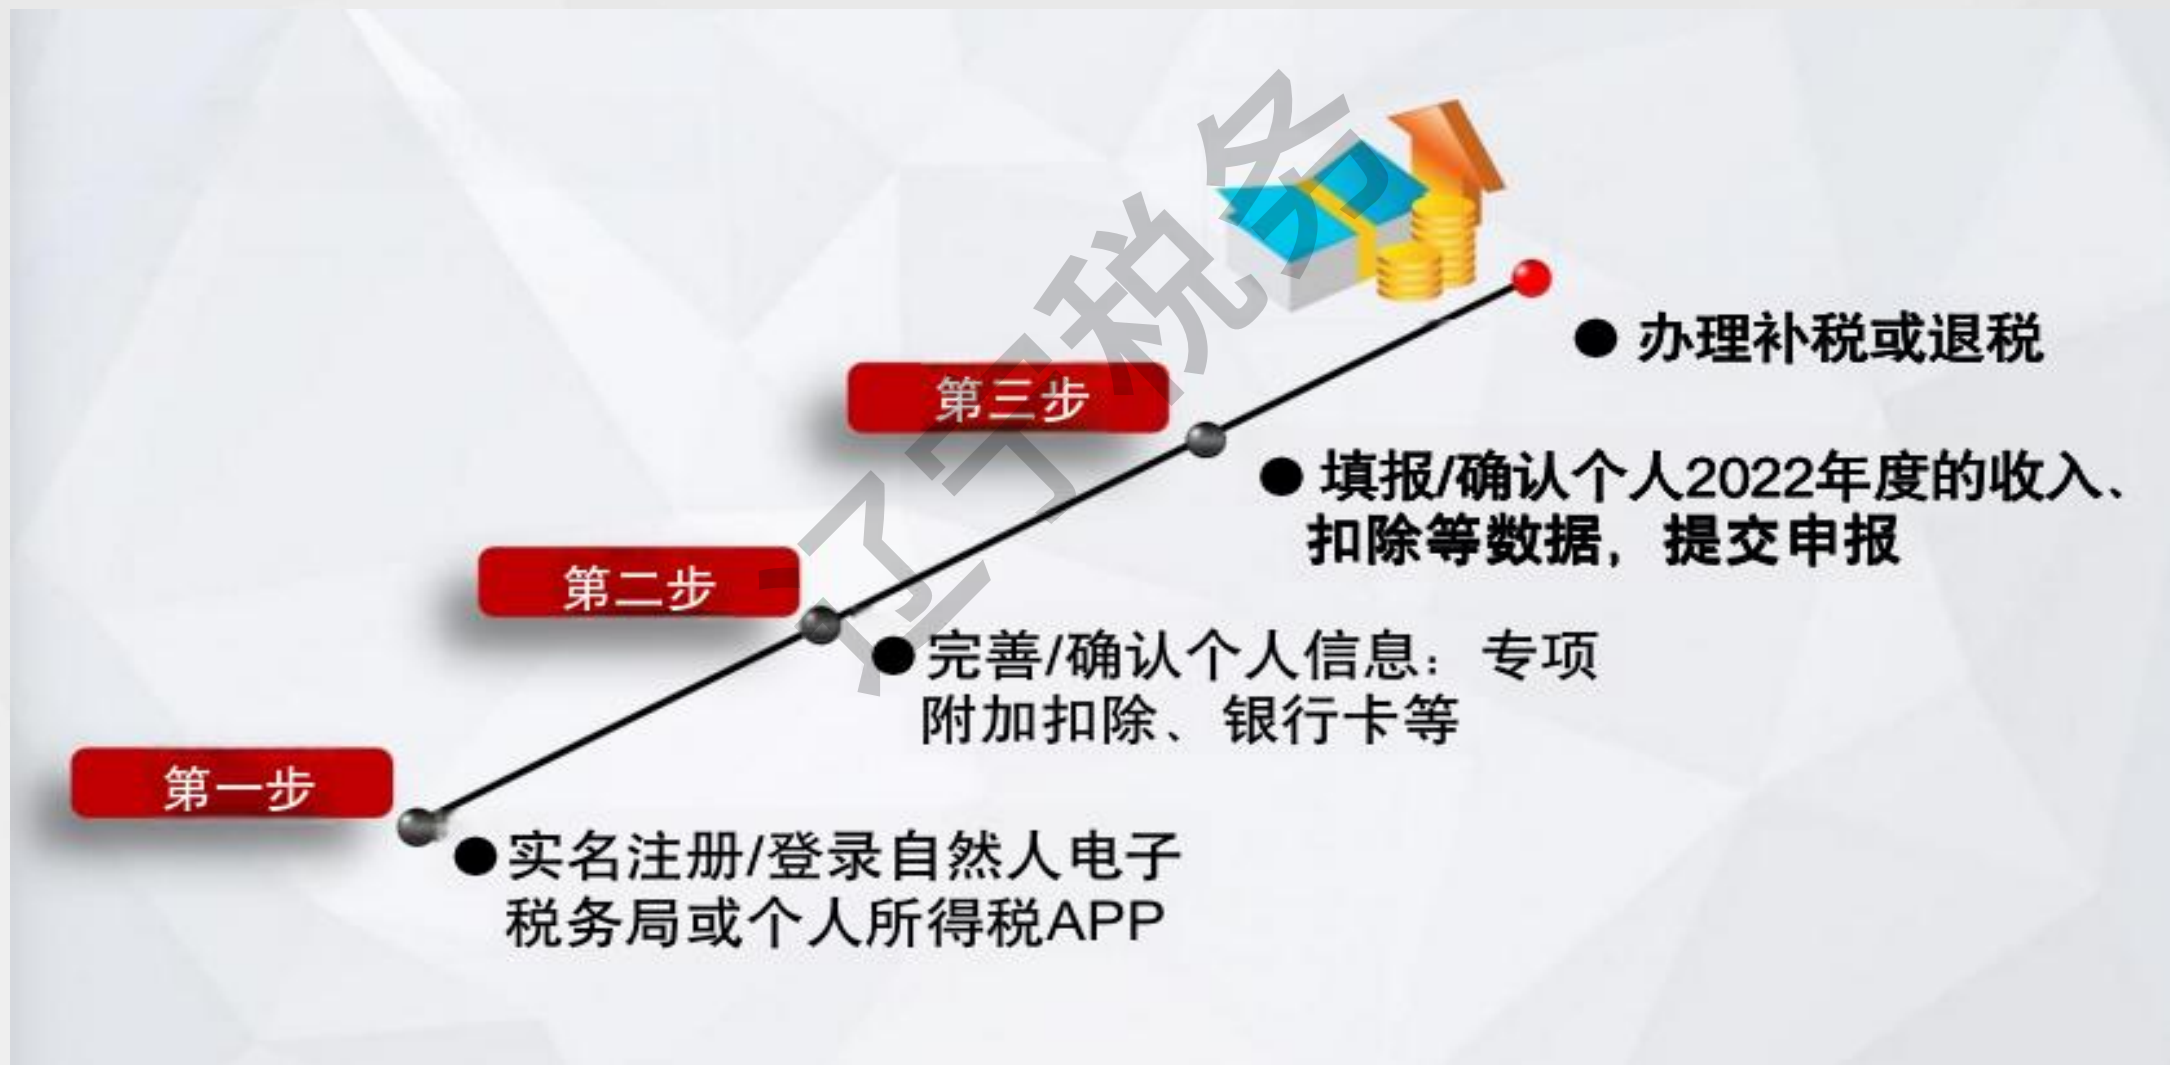 办理补税或退税
第三步
填报/确认个人2022年度的收入、
扣除等数据，提交申报
第二步
完善/确认个人信息：专项
附加扣除、银行卡等
第一步
实名注册/登录自然人电子
税务局或个人所得税APP
辽宁税务